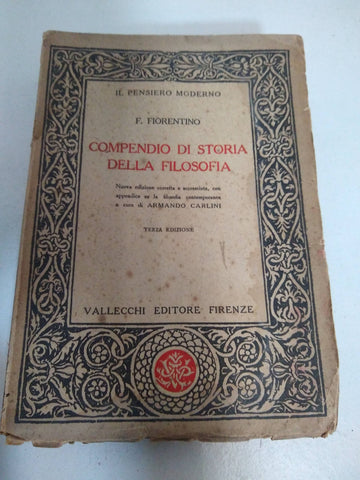 IL PENSIERO MODERNO
F. FIORENTINO
COMPENDIO DI STORIA
DELLA FILOSOFIA
Nuova edizione corretta e accresciuta, con
appendice su la filosofia contemporanea
a cura di ARMANDO CARLINI
TERZA EDIZIONE
VALLECCHI EDITORE FIRENZE